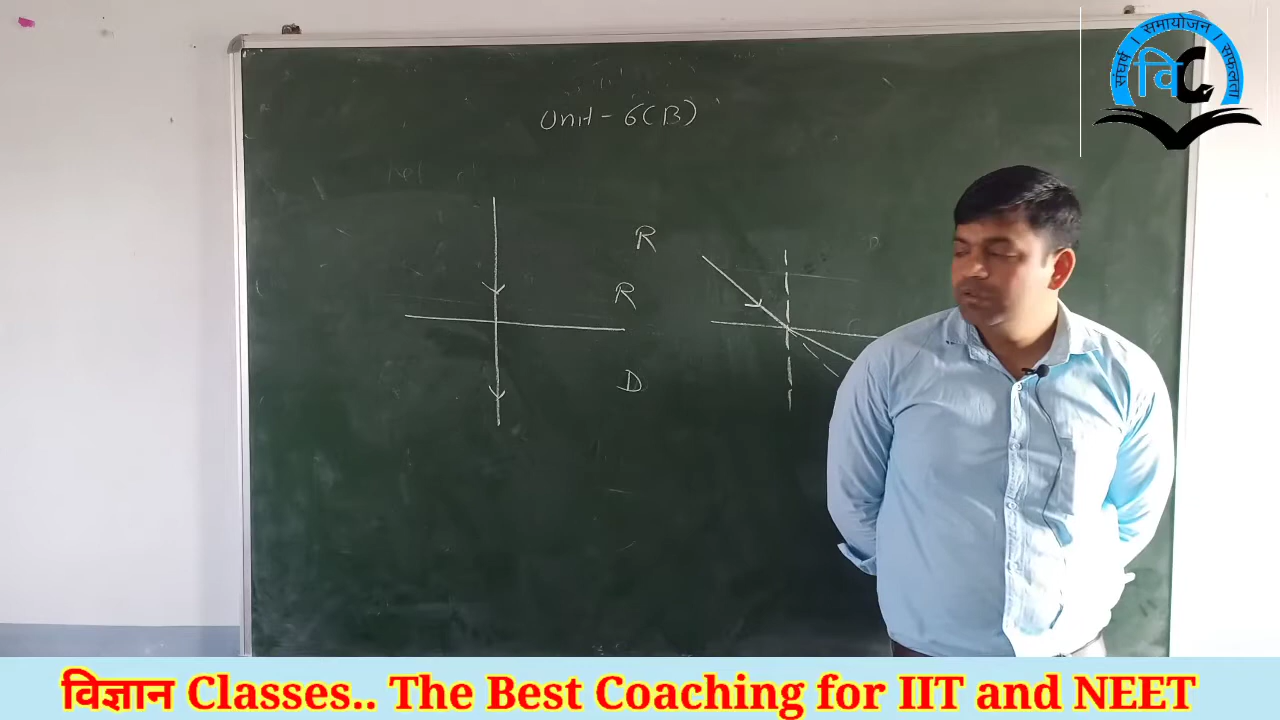 संघर्ष । समायोजन । सफलता
वि C
Unit - 6(B)
R
R
D
विज्ञान Classes.. The Best Coaching for IIT and NEET